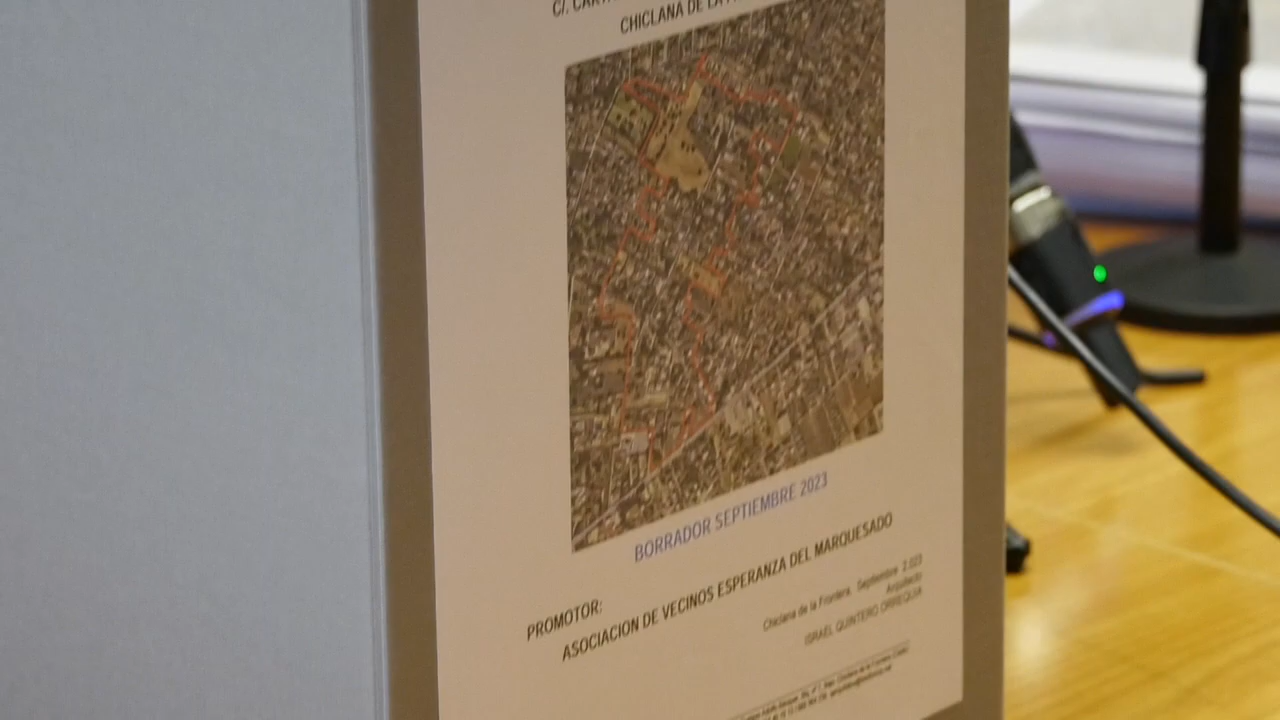 C/.
CHICLANA DE LA
BORRADOR SEPTIEMBRE 2023
PROMOTOR:
ASOCIACION DE VECINOS ESPERANZA DEL MARQUESADO
Chiclana de la Frontera, Septiembre 2.023
Arquitecto
ISRAEL QUINTERO ORREQUIA